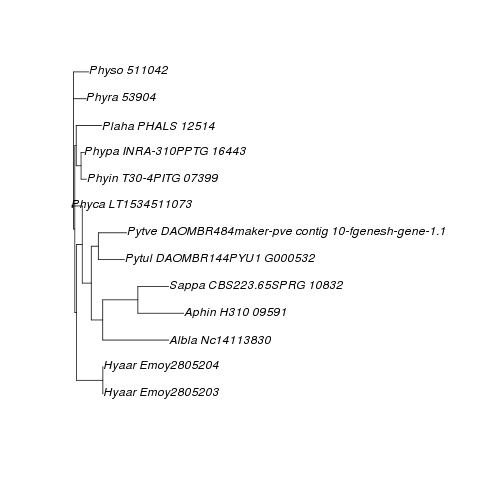 Physo 511042
Phyra 53904
Plaha PHALS 12514
Phypa INRA-310PPTG 16443
Phyin T30-4PITG 07399
Phyca LT1534511073
Pytve DAOMBR484maker-pve contig 10-fgenesh-gene-1.1
Pytul DAOMBR144PYU1 G000532
Sappa CBS223.65SPRG 10832
Aphin H310 09591
Albla Nc14113830
Hyaar Emoy2805204
Hyaar Emoy2805203